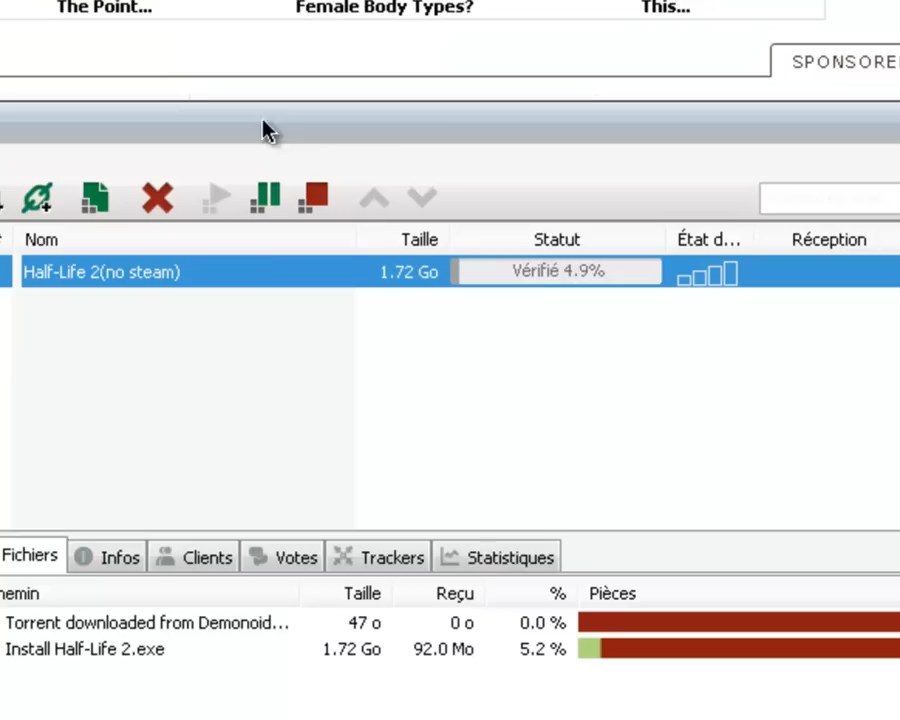 The Point... Female Body Types? This...
SPONSORE
Nom Taille Statut État d... Réception
Half-Life 2(no steam) 1.72 Go Vérifié 4.9%
Fichiers Infos Clients Votes Trackers Statistiques
hemin Taille Reçu % Pièces
Torrent downloaded from Demonoid... 47 o 0 o 0.0 %
Install Half-Life 2.exe 1.72 Go 92.0 Mo 5.2 %